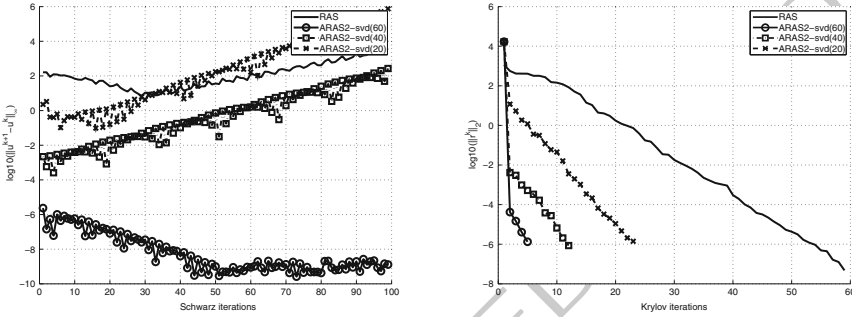 6
4
2
0
−2
−4
−6
−8
−10
0
10
20
30
40
50
60
70
80
90
100
log10(||u^{k+1}−u^k||_∞)
Schwarz iterations
RAS
ARAS2−svd(60)
ARAS2−svd(40)
ARAS2−svd(20)
6
4
2
0
−2
−4
−6
−8
0
10
20
30
40
50
60
log10(||r^k||_2)
Krylov iterations
RAS
ARAS2−svd(60)
ARAS2−svd(40)
ARAS2−svd(20)